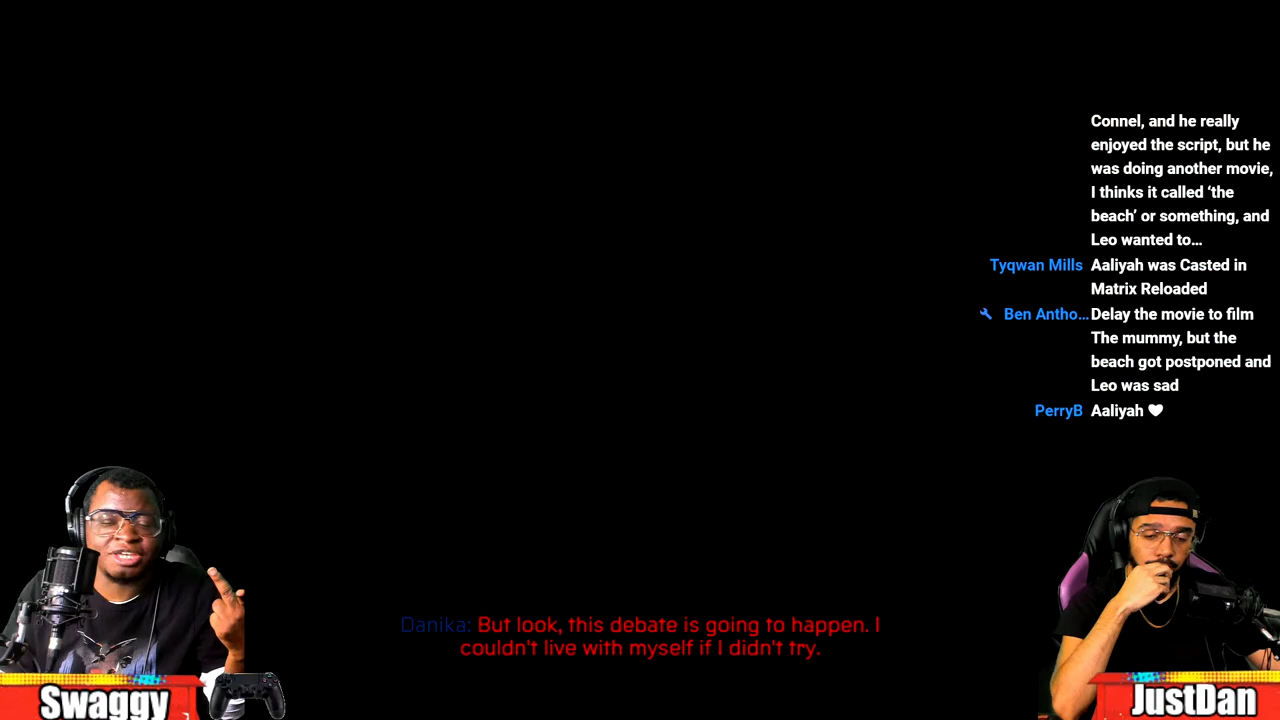 Connel, and he really
enjoyed the script, but he
was doing another movie,
I thinks it called ‘the
beach’ or something, and
Leo wanted to…
Tyqwan Mills Aaliyah was Casted in
Matrix Reloaded
Ben Antho… Delay the movie to film
The mummy, but the
beach got postponed and
Leo was sad
PerryB Aaliyah
Danika: But look, this debate is going to happen. I
couldn't live with myself if I didn't try.
Swaggy
JustDan